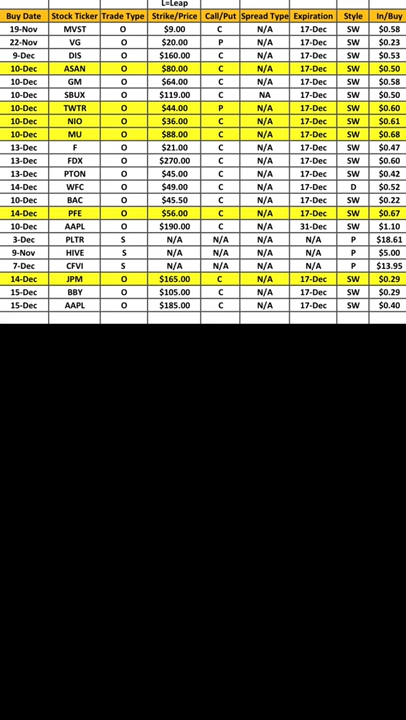 L=Leap
Buy Date Stock Ticker Trade Type Strike/Price Call/Put Spread Type Expiration Style In/Buy
19-Nov MVST O $9.00 C N/A 17-Dec SW $0.58
22-Nov VG O $20.00 P N/A 17-Dec SW $0.23
9-Dec DIS O $160.00 C N/A 17-Dec SW $0.53
10-Dec ASAN O $80.00 C N/A 17-Dec SW $0.50
10-Dec GM O $64.00 C N/A 17-Dec SW $0.58
10-Dec SBUX O $119.00 C NA 17-Dec SW $0.50
10-Dec TWTR O $44.00 P N/A 17-Dec SW $0.60
10-Dec NIO O $36.00 C N/A 17-Dec SW $0.61
10-Dec MU O $88.00 C N/A 17-Dec SW $0.68
13-Dec F O $21.00 C N/A 17-Dec SW $0.47
13-Dec FDX O $270.00 C N/A 17-Dec SW $0.60
13-Dec PTON O $45.00 C N/A 17-Dec SW $0.42
14-Dec WFC O $49.00 C N/A 17-Dec D $0.52
10-Dec BAC O $45.50 C N/A 17-Dec SW $0.22
14-Dec PFE O $56.00 C N/A 17-Dec SW $0.67
10-Dec AAPL O $190.00 C N/A 31-Dec SW $1.10
3-Dec PLTR S N/A N/A N/A N/A P $18.61
9-Nov HIVE S N/A N/A N/A N/A P $5.00
7-Dec CFVI S N/A N/A N/A N/A P $13.95
14-Dec JPM O $165.00 C N/A 17-Dec SW $0.29
15-Dec BBY O $105.00 C N/A 17-Dec SW $0.29
15-Dec AAPL O $185.00 C N/A 17-Dec SW $0.40